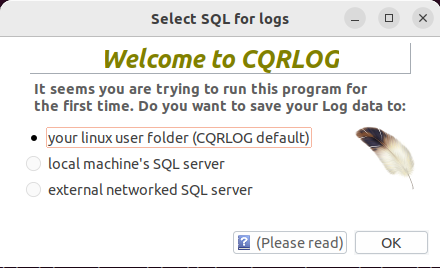 Select SQL for logs
Welcome to CQRLOG
It seems you are trying to run this program for
the first time. Do you want to save your Log data to:
your linux user folder (CQRLOG default)
local machine's SQL server
external networked SQL server
? (Please read)
OK